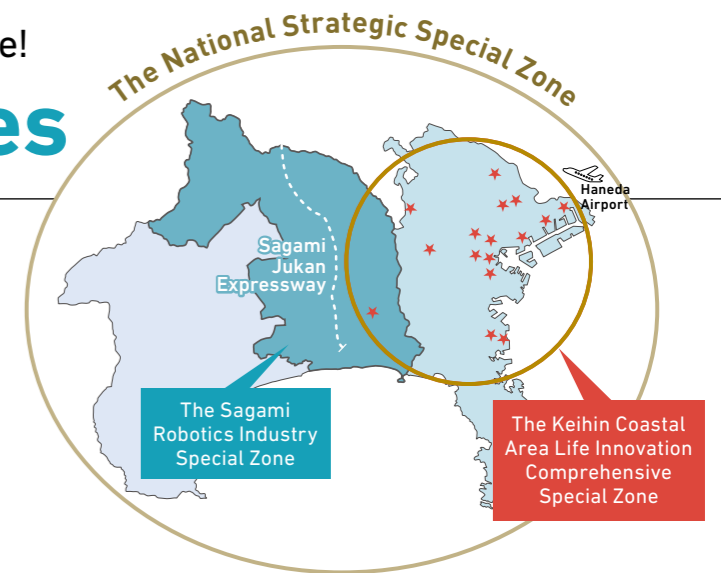 e!
es
The National Strategic Special Zone
Haneda
Airport
Sagami
Jukan
Expressway
The Sagami
Robotics Industry
Special Zone
The Keihin Coastal
Area Life Innovation
Comprehensive
Special Zone